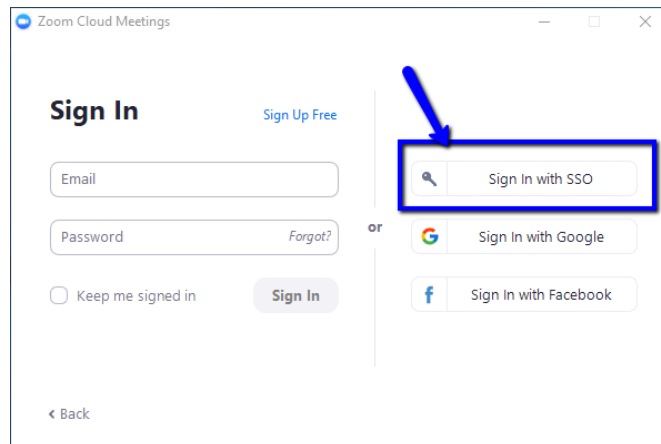 Zoom Cloud Meetings
Sign In
Sign Up Free
Email
Password
Forgot?
Keep me signed in
Sign In
or
Sign In with SSO
Sign In with Google
Sign In with Facebook
Back